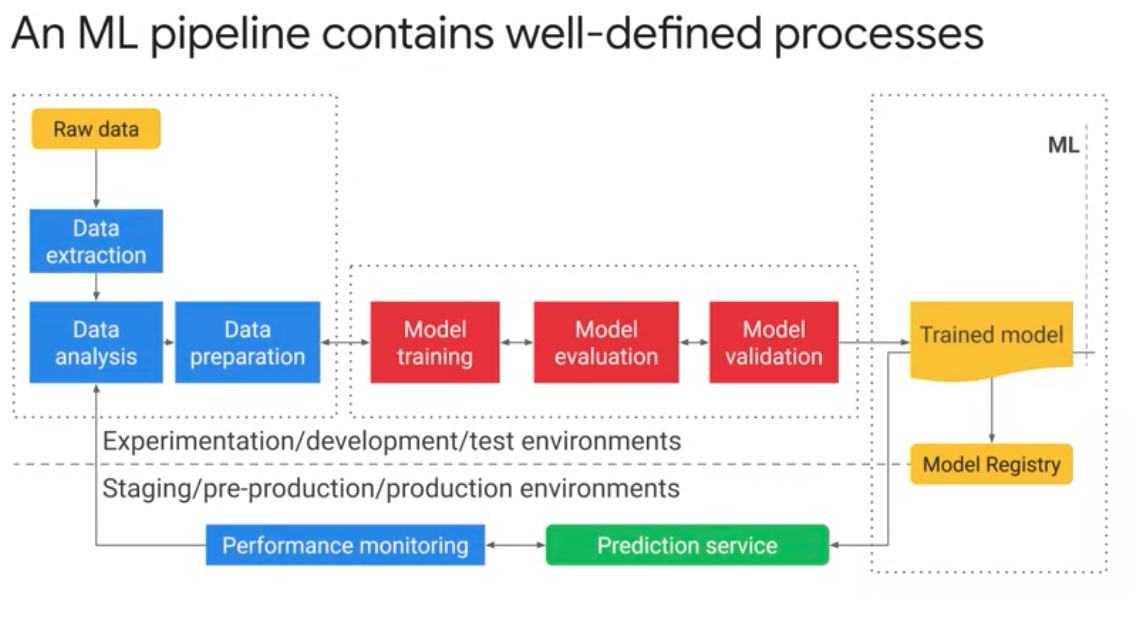 An ML pipeline contains well-defined processes
Raw data
ML
Data
extraction
Data
analysis
Data
preparation
Model
training
Model
evaluation
Model
validation
Trained model
Experimentation/development/test environments
Model Registry
Staging/pre-production/production environments
Performance monitoring
Prediction service